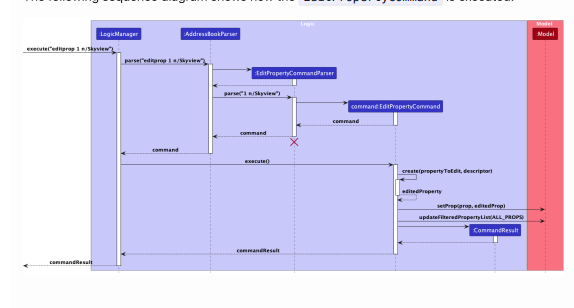 The following sequence diagram shows how the EditPropertyCommand is executed.
Logic
Model
:LogicManager
:AddressBookParser
:Model
execute("editprop 1 n/Skyview")
parse("editprop 1 n/Skyview")
:EditPropertyCommandParser
parse("1 n/Skyview")
command:EditPropertyCommand
command
command
command
execute()
create(propertyToEdit, descriptor)
editedProperty
setProp(prop, editedProp)
updateFilteredPropertyList(ALL_PROPS)
:CommandResult
commandResult
commandResult